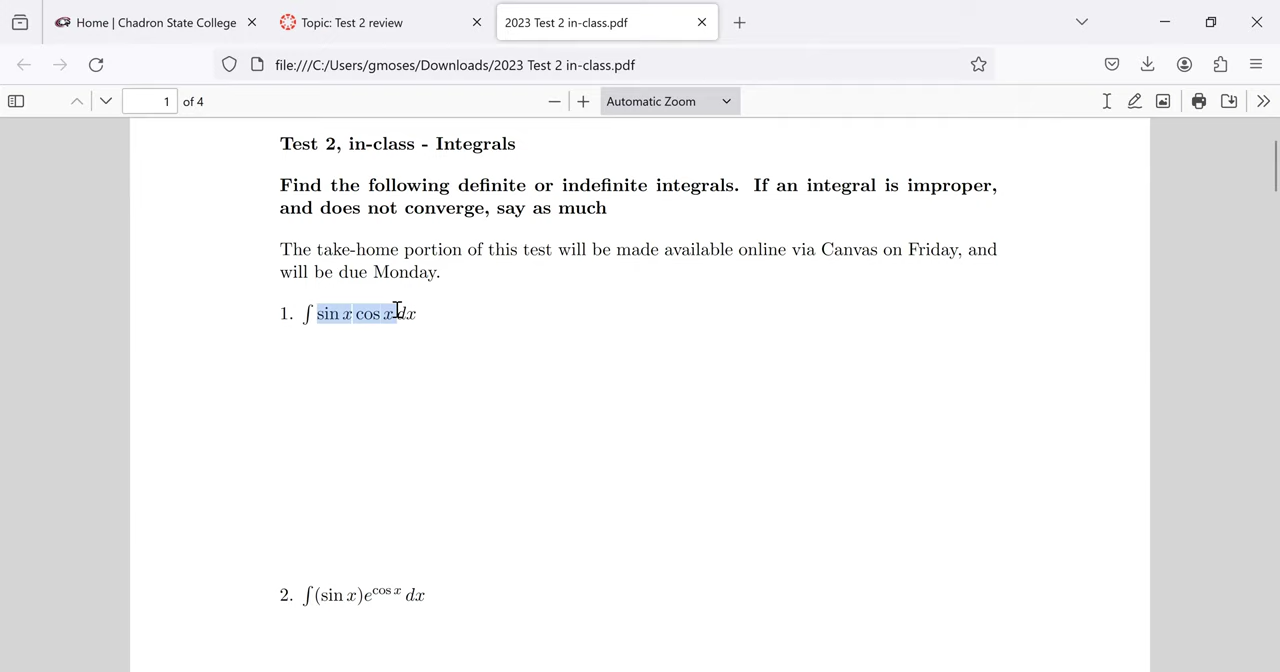 Home | Chadron State College
Topic: Test 2 review
2023 Test 2 in-class.pdf
file:///C:/Users/gmoses/Downloads/2023 Test 2 in-class.pdf
1 of 4
Automatic Zoom
Test 2, in-class - Integrals
Find the following definite or indefinite integrals. If an integral is improper,
and does not converge, say as much
The take-home portion of this test will be made available online via Canvas on Friday, and
will be due Monday.
1. ∫ sin x cos x dx
2. ∫(sin x)e^{cos x} dx